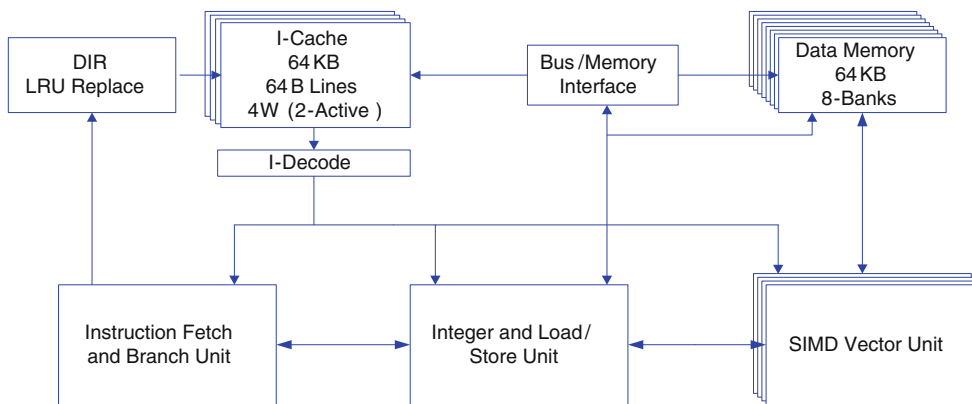 DIR
LRU Replace
I-Cache
64 KB
64 B Lines
4W (2-Active )
Bus/Memory
Interface
Data Memory
64 KB
8-Banks
I-Decode
Instruction Fetch
and Branch Unit
Integer and Load/
Store Unit
SIMD Vector Unit